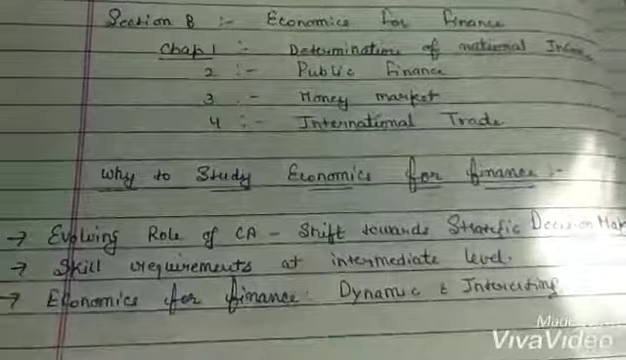 Section B :- Economics for finance
Chap 1 :- Determination of national Income
2 :- Public finance
3 - Money market
4 :- International Trade
Why to Study Economics for finance :-
→ Evolving Role of CA - Shift towards Strategic Decision Mak
→ Skill requirements at intermediate level.
→ Economics for finance: Dynamic & Interesting
Made
VivaVideo